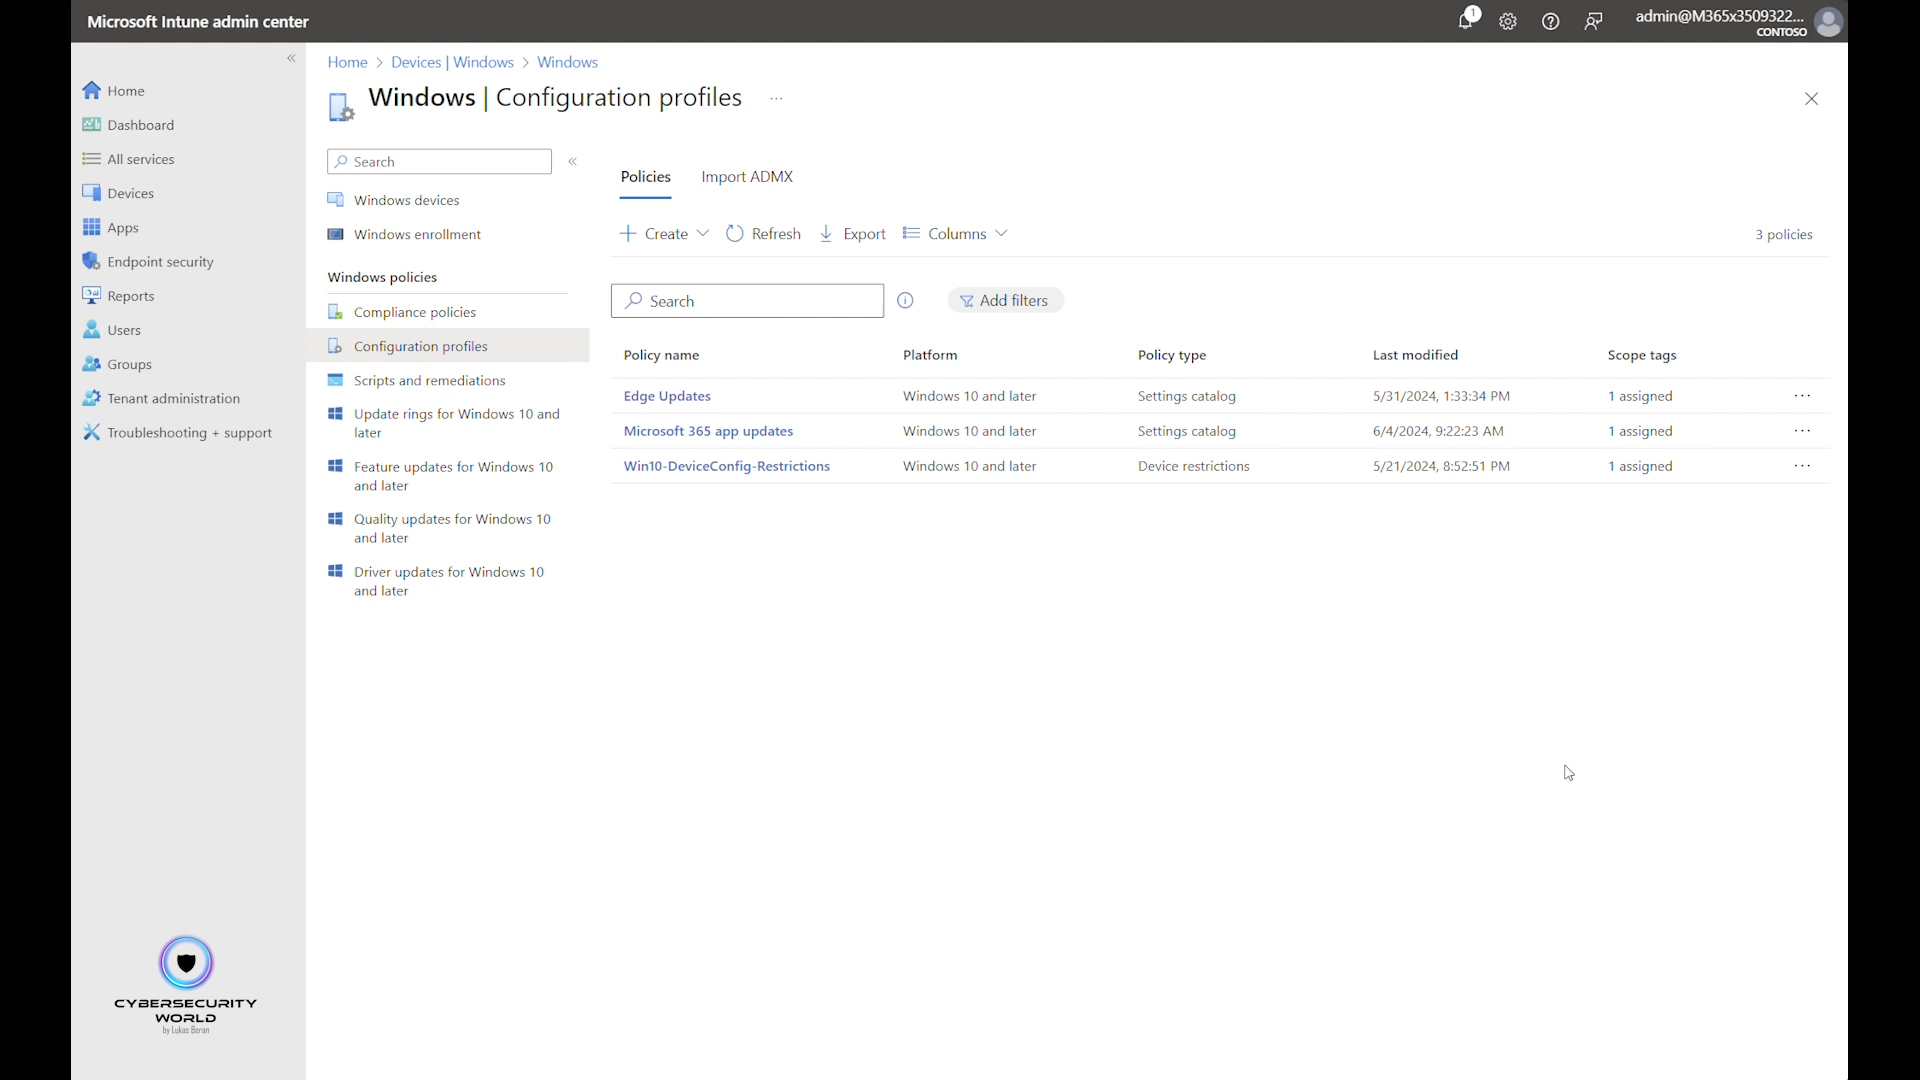 Microsoft Intune admin center
1
admin@M365x3509322...
CONTOSO
Home
Dashboard
All services
Devices
Apps
Endpoint security
Reports
Users
Groups
Tenant administration
Troubleshooting + support
CYBERSECURITY
WORLD
by Lukas Beran
Home > Devices | Windows > Windows
Windows | Configuration profiles ...
Search
Windows devices
Windows enrollment
Windows policies
Compliance policies
Configuration profiles
Scripts and remediations
Update rings for Windows 10 and
later
Feature updates for Windows 10
and later
Quality updates for Windows 10
and later
Driver updates for Windows 10
and later
Policies Import ADMX
Create Refresh Export Columns 3 policies
Search Add filters
Policy name Platform Policy type Last modified Scope tags
Edge Updates Windows 10 and later Settings catalog 5/31/2024, 1:33:34 PM 1 assigned ...
Microsoft 365 app updates Windows 10 and later Settings catalog 6/4/2024, 9:22:23 AM 1 assigned ...
Win10-DeviceConfig-Restrictions Windows 10 and later Device restrictions 5/21/2024, 8:52:51 PM 1 assigned ...